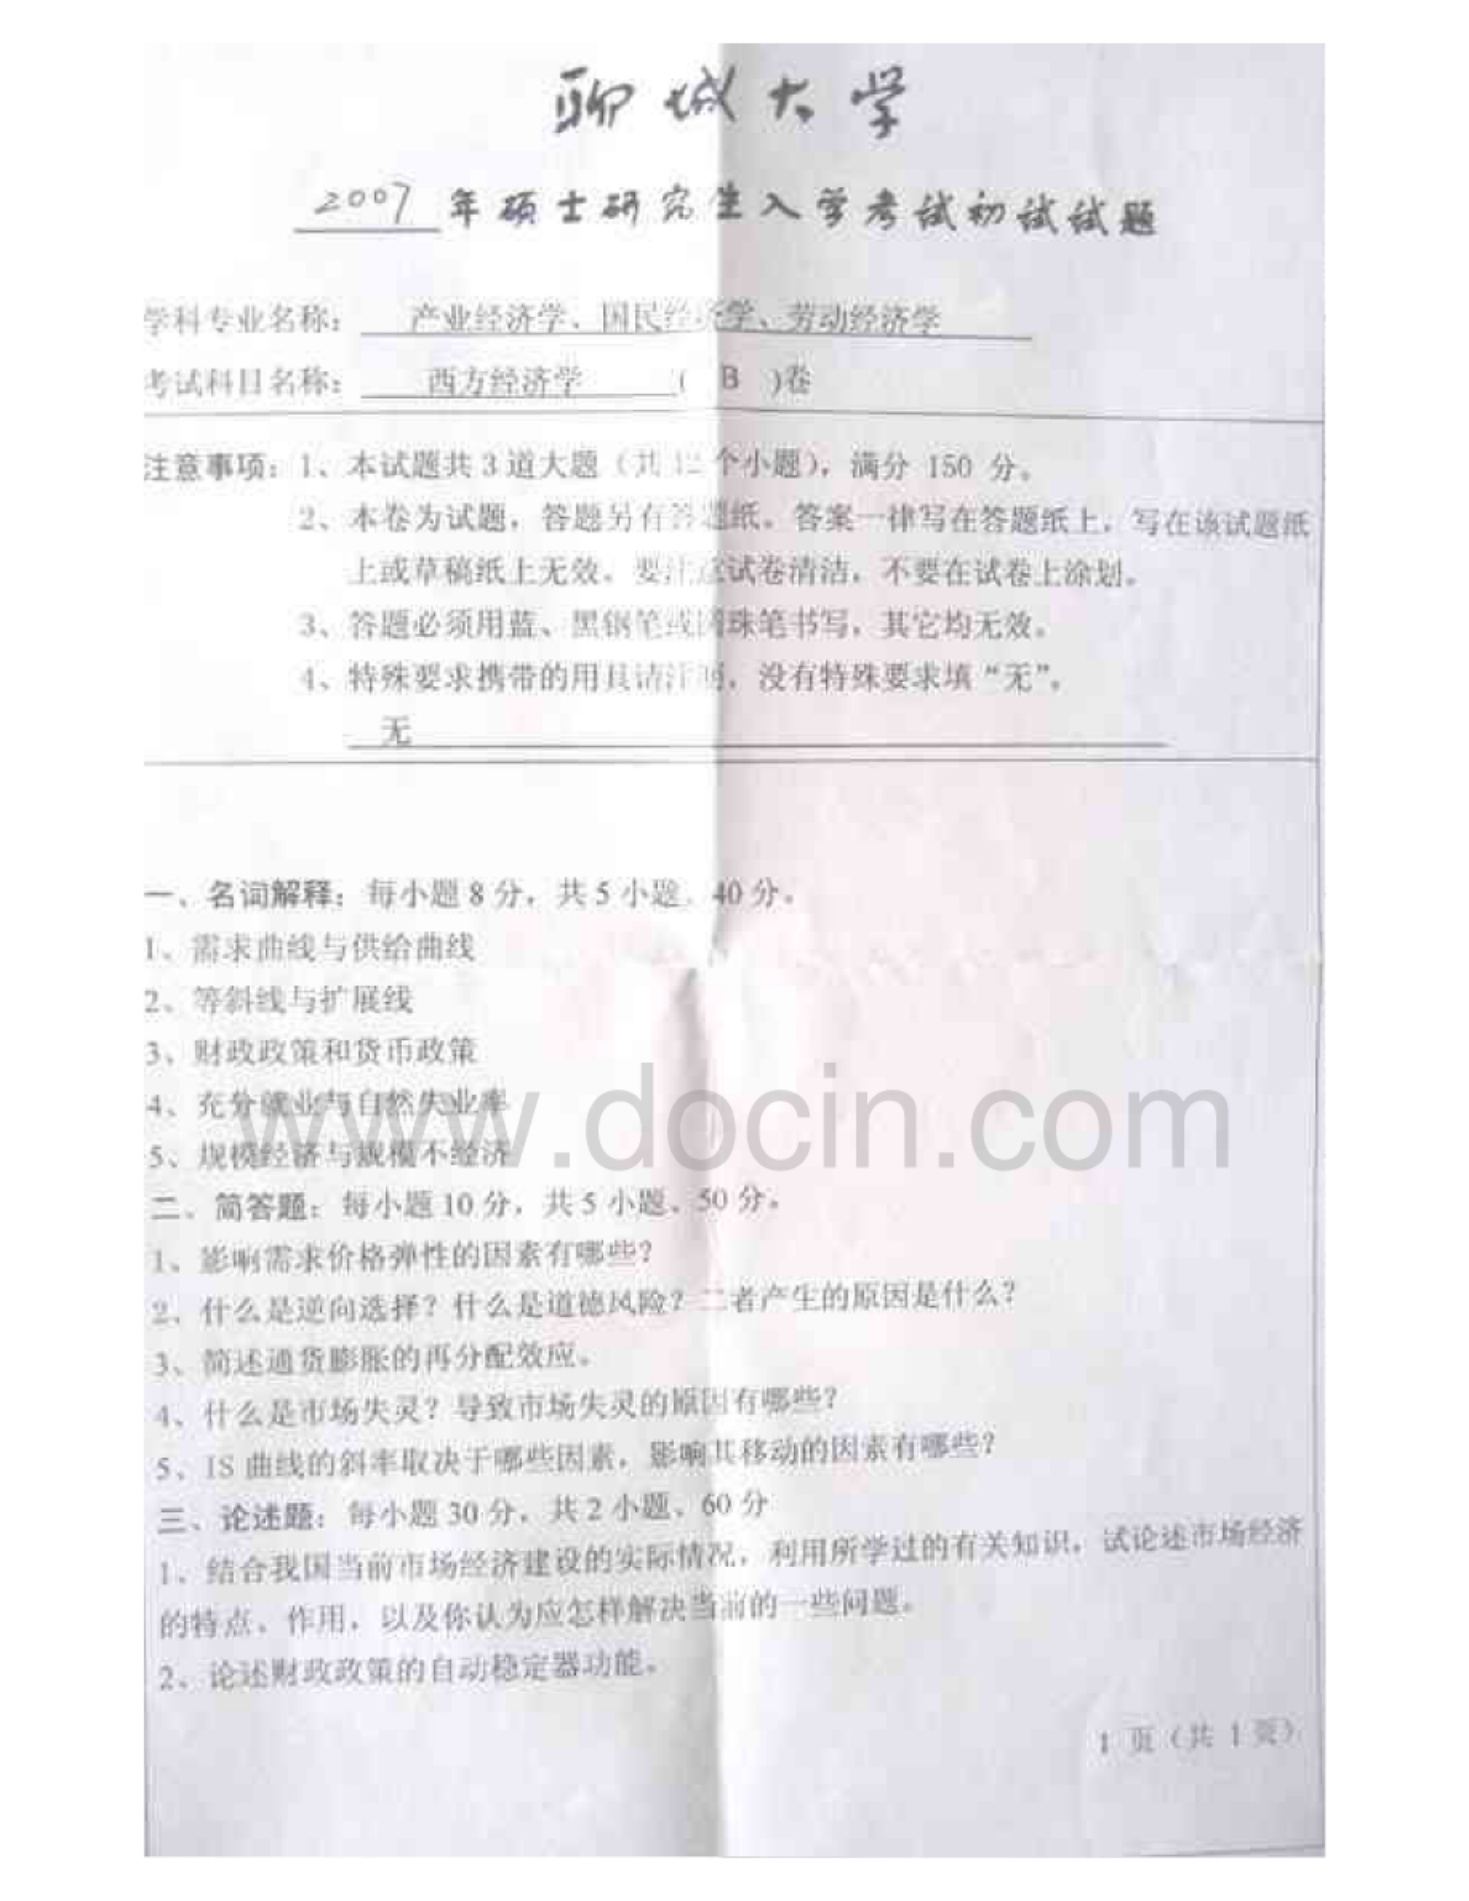 聊城大学
2007 年硕士研究生入学考试初试试题
学科专业名称： 产业经济学、国民经济学、劳动经济学
考试科目名称： 西方经济学 （ B ）卷
注意事项：1、本试题共 3 道大题（共 12 个小题），满分 150 分。
2、本卷为试题，答题另有答题纸。答案一律写在答题纸上，写在该试题纸
上或草稿纸上无效。要注意试卷清洁，不要在试卷上涂划。
3、答题必须用蓝、黑钢笔或圆珠笔书写，其它均无效。
4、特殊要求携带的用具请注明，没有特殊要求填“无”。
无
一、名词解释：每小题 8 分，共 5 小题、40 分。
1、需求曲线与供给曲线
2、等斜线与扩展线
3、财政政策和货币政策
4、充分就业与自然失业率
5、规模经济与规模不经济
www.docin.com
二、简答题：每小题 10 分，共 5 小题、50 分。
1、影响需求价格弹性的因素有哪些？
2、什么是逆向选择？什么是道德风险？二者产生的原因是什么？
3、简述通货膨胀的再分配效应。
4、什么是市场失灵？导致市场失灵的原因有哪些？
5、IS 曲线的斜率取决于哪些因素，影响其移动的因素有哪些？
三、论述题：每小题 30 分，共 2 小题、60 分
1、结合我国当前市场经济建设的实际情况，利用所学过的有关知识，试论述市场经济
的特点、作用，以及你认为应怎样解决当前的一些问题。
2、论述财政政策的自动稳定器功能。
1 页（共 1 页）